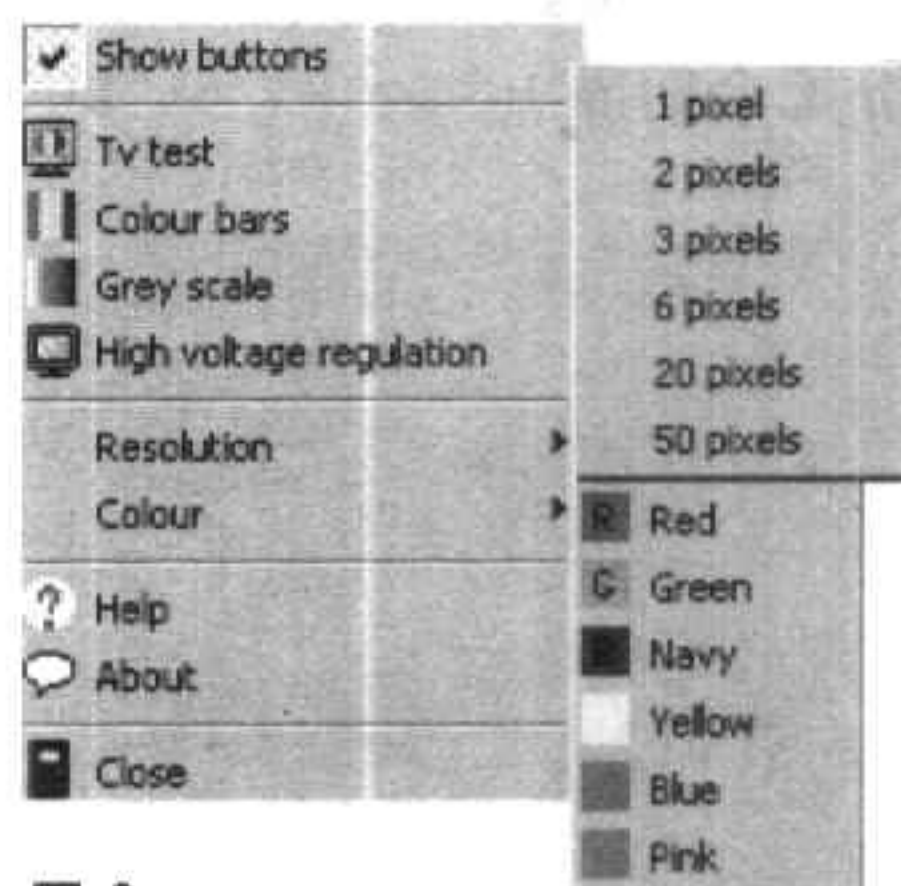 Show buttons
Tv test
Colour bars
Grey scale
High voltage regulation
Resolution
Colour
Help
About
Close
1 pixel
2 pixels
3 pixels
6 pixels
20 pixels
50 pixels
R Red
G Green
Navy
Yellow
Blue
Pink